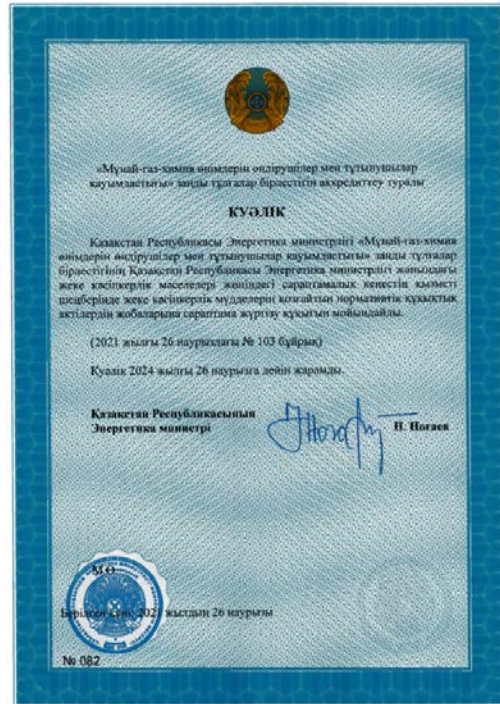 «Мұнай-газ-химия өнімдерін өндірушілер мен тұтынушылар
қауымдастығы» заңды тұлғалар бірлестігін аккредиттеу туралы
КУӘЛІК
Қазақстан Республикасы Энергетика министрлігі «Мұнай-газ-химия
өнімдерін өндірушілер мен тұтынушылар қауымдастығы» заңды тұлғалар
бірлестігінің Қазақстан Республикасы Энергетика министрлігі жанындағы
жеке кәсіпкерлік мәселелері жөніндегі сараптамалық кеңестің қызметі
шеңберінде жеке кәсіпкерлік мүдделерін қозғайтын нормативтік құқықтық
актілердің жобаларына сараптама жүргізу құқығын мойындайды.
(2021 жылғы 26 наурыздағы № 103 бұйрық)
Куәлік 2024 жылғы 26 наурызға дейін жарамды.
Қазақстан Республикасының
Энергетика министрі
Н. Ногаев
М.О.
Берілген күні: 2021 жылдың 26 наурызы
№ 082